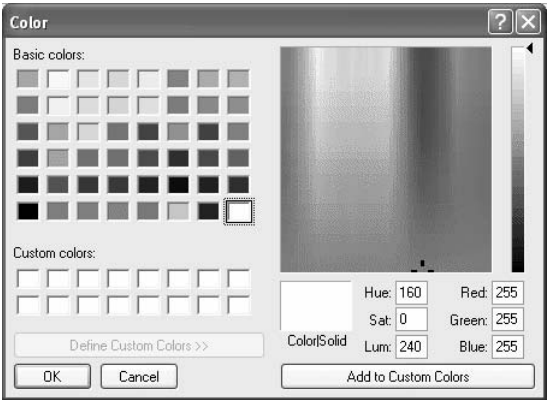 Color
Basic colors:
Custom colors:
Define Custom Colors >>
OK Cancel
Color|Solid
Hue: 160 Red: 255
Sat: 0 Green: 255
Lum: 240 Blue: 255
Add to Custom Colors